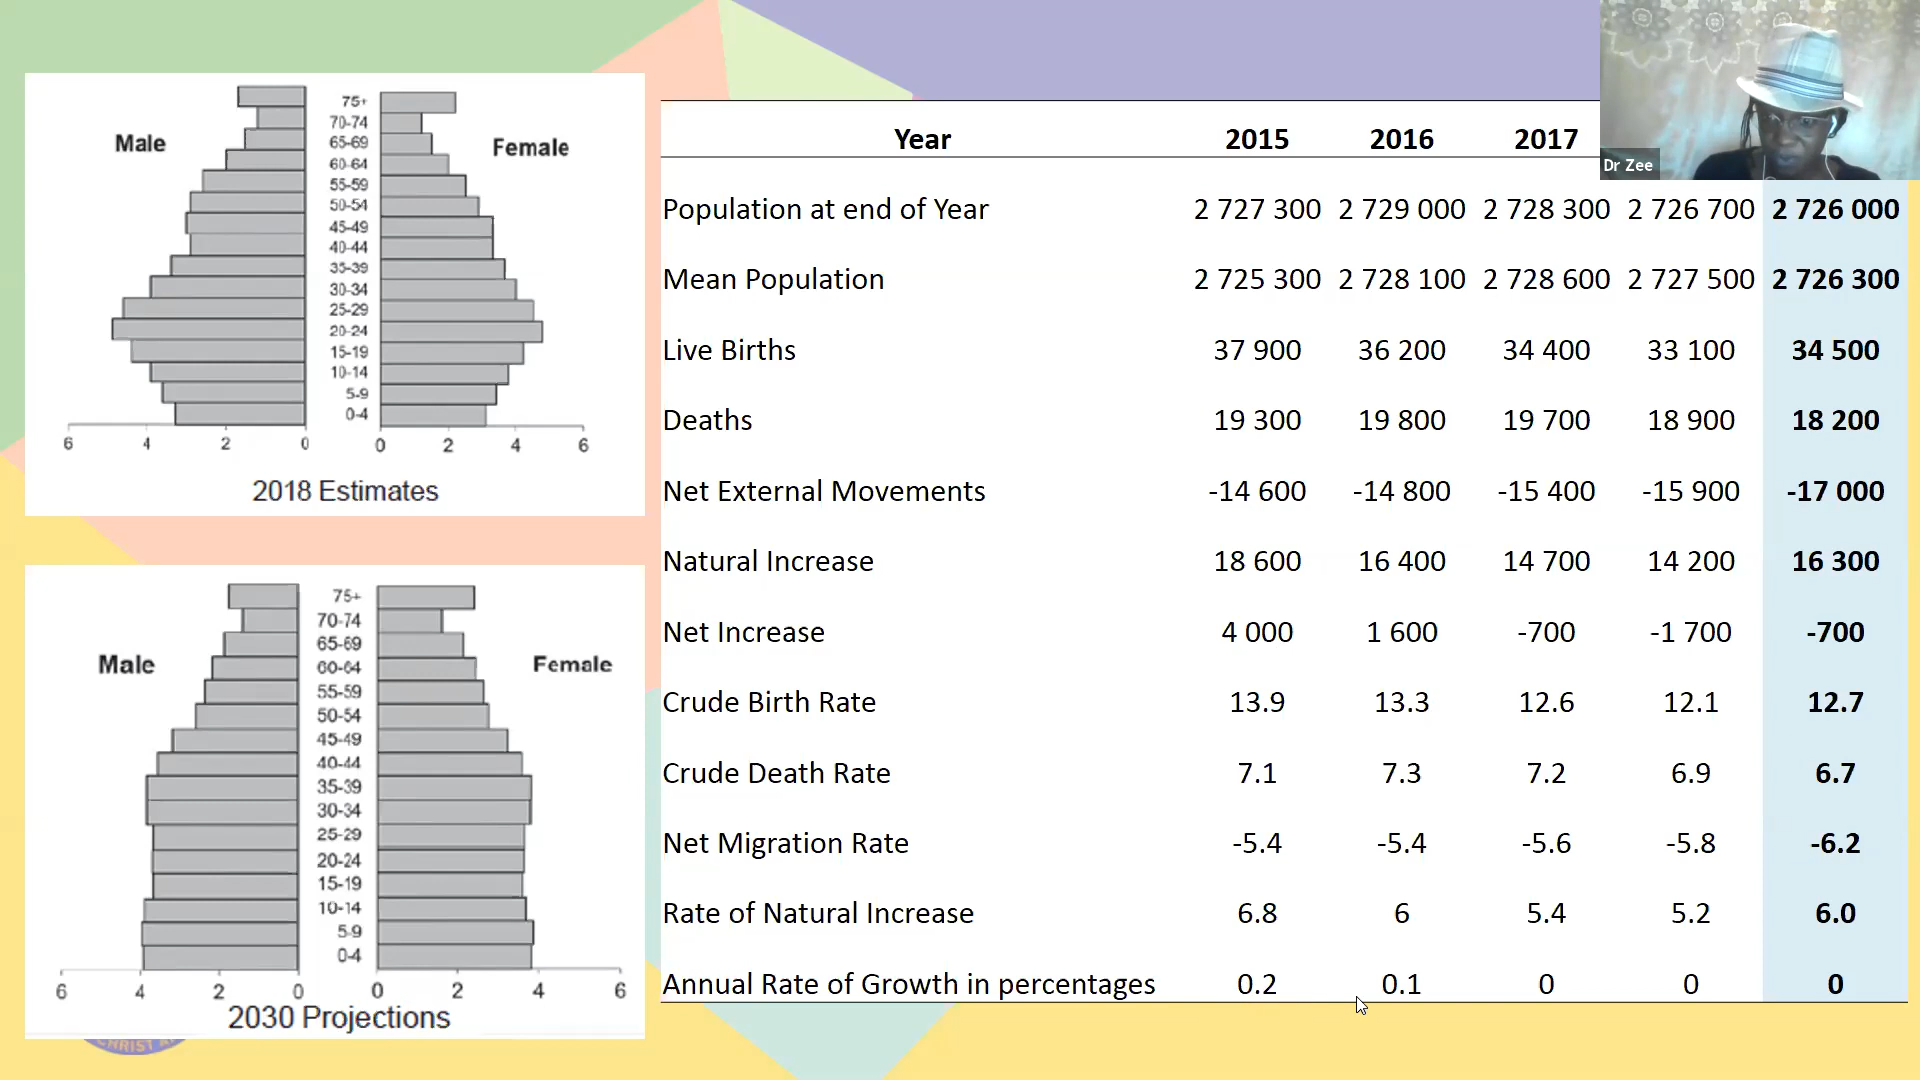 Male
Female
75+
70-74
65-69
60-64
55-59
50-54
45-49
40-44
35-39
30-34
25-29
20-24
15-19
10-14
5-9
0-4
6 4 2 0 0 2 4 6
2018 Estimates
Male
Female
75+
70-74
65-69
60-64
55-59
50-54
45-49
40-44
35-39
30-34
25-29
20-24
15-19
10-14
5-9
0-4
6 4 2 0 0 2 4 6
2030 Projections
CHRIST
Year 2015 2016 2017
Population at end of Year 2 727 300 2 729 000 2 728 300 2 726 700 2 726 000
Mean Population 2 725 300 2 728 100 2 728 600 2 727 500 2 726 300
Live Births 37 900 36 200 34 400 33 100 34 500
Deaths 19 300 19 800 19 700 18 900 18 200
Net External Movements -14 600 -14 800 -15 400 -15 900 -17 000
Natural Increase 18 600 16 400 14 700 14 200 16 300
Net Increase 4 000 1 600 -700 -1 700 -700
Crude Birth Rate 13.9 13.3 12.6 12.1 12.7
Crude Death Rate 7.1 7.3 7.2 6.9 6.7
Net Migration Rate -5.4 -5.4 -5.6 -5.8 -6.2
Rate of Natural Increase 6.8 6 5.4 5.2 6.0
Annual Rate of Growth in percentages 0.2 0.1 0 0 0
Dr Zee